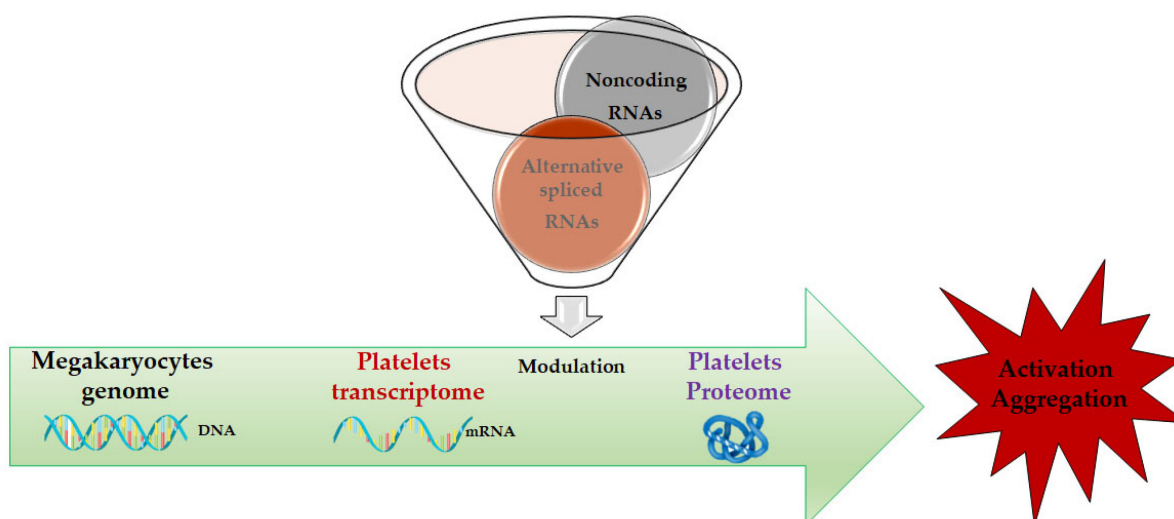 Noncoding
RNAs
Alternative
spliced
RNAs
Megakaryocytes
genome
DNA
Platelets
transcriptome
mRNA
Modulation
Platelets
Proteome
Activation
Aggregation